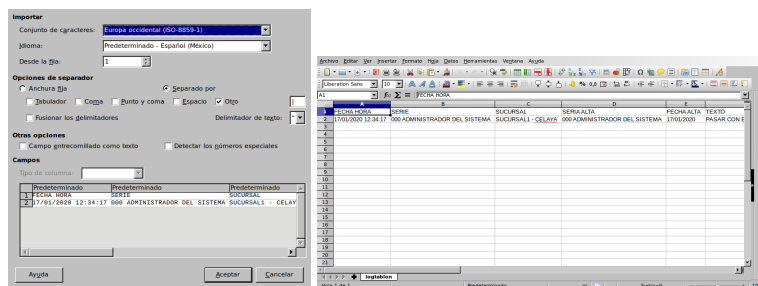 Importar
Conjunto de caracteres: Europa occidental (ISO-8859-1)
Idioma: Predeterminado - Español (México)
Desde la fila: 1
Opciones de separador
Anchura fija Separado por
Tabulador Coma Punto y coma Espacio Otro
Fusionar los delimitadores Delimitador de texto: "
Otras opciones
Campo entrecomillado como texto Detectar los números especiales
Campos
Tipo de columna:
Predeterminado Predeterminado Predeterminado
1 FECHA HORA SERIE SUCURSAL
2 17/01/2020 12:34:17 000 ADMINISTRADOR DEL SISTEMA SUCURSAL1 - CELAY
Ayuda Aceptar Cancelar
Archivo Editar Ver Insertar Formato Hoja Datos Herramientas Ventana Ayuda
Liberation Sans 10
A1 FECHA HORA
A B C D E
1 FECHA HORA SERIE SUCURSAL SERIA ALTA FECHA ALTA TEXTO
2 17/01/2020 12:34:17 000 ADMINISTRADOR DEL SISTEMA SUCURSAL1 - CELAYA 000 ADMINISTRADOR DEL SISTEMA 17/01/2020 PASAR CON E
3
4
5
6
7
8
9
10
11
12
13
14
15
16
17
18
19
20
21
logtablon
Hoja 1 de 1 Predeterminado Suma=0